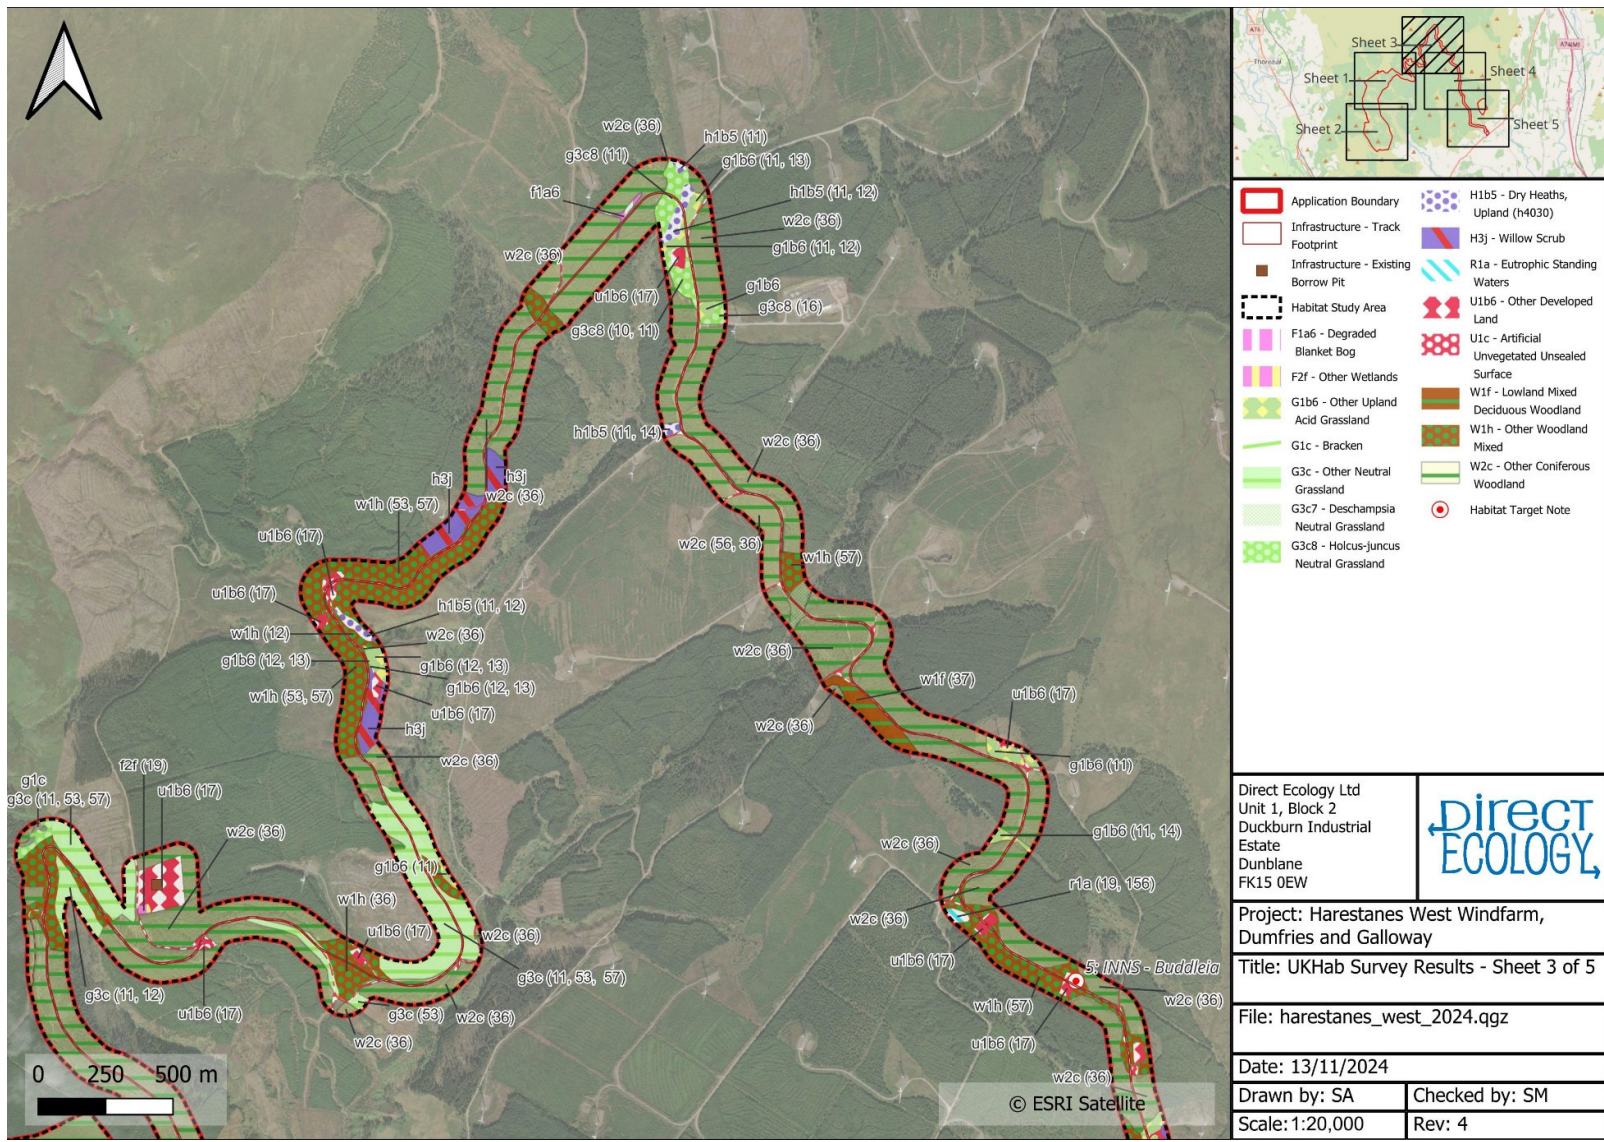 w2c (36)
h1b5 (11)
g3c8 (11)
g1b6 (11, 13)
f1a6
h1b5 (11, 12)
w2c (36)
w2c (36)
g1b6 (11, 12)
u1b6 (17)
g1b6
g3c8 (16)
g3c8 (10, 11)
h1b5 (11, 14)
w2c (36)
h3j
h3j
w2c (36)
w1h (53, 57)
u1b6 (17)
w2c (56, 36)
w1h (57)
u1b6 (17)
h1b5 (11, 12)
w1h (12)
w2c (36)
g1b6 (12, 13)
g1b6 (12, 13)
g1b6 (12, 13)
w1h (53, 57)
u1b6 (17)
h3j
w2c (36)
w2c (36)
w1f (37)
u1b6 (17)
w2c (36)
g1b6 (11)
f2f (19)
g1c
u1b6 (17)
g3c (11, 53, 57)
w2c (36)
g1b6 (11, 14)
w2c (36)
g1b6 (11)
r1a (19, 156)
w1h (36)
w2c (36)
u1b6 (17)
w2c (36)
u1b6 (17)
5: INNS - Buddleia
g3c (11, 53, 57)
g3c (11, 12)
w1h (57)
w2c (36)
u1b6 (17)
g3c (53)
w2c (36)
w2c (36)
u1b6 (17)
w2c (36)
0 250 500 m
© ESRI Satellite
A76
Thornhill
A74(M)
Sheet 3
Sheet 1
Sheet 4
Sheet 2
Sheet 5
Application Boundary
Infrastructure - Track
Footprint
Infrastructure - Existing
Borrow Pit
Habitat Study Area
F1a6 - Degraded
Blanket Bog
F2f - Other Wetlands
G1b6 - Other Upland
Acid Grassland
G1c - Bracken
G3c - Other Neutral
Grassland
G3c7 - Deschampsia
Neutral Grassland
G3c8 - Holcus-juncus
Neutral Grassland
H1b5 - Dry Heaths,
Upland (h4030)
H3j - Willow Scrub
R1a - Eutrophic Standing
Waters
U1b6 - Other Developed
Land
U1c - Artificial
Unvegetated Unsealed
Surface
W1f - Lowland Mixed
Deciduous Woodland
W1h - Other Woodland
Mixed
W2c - Other Coniferous
Woodland
Habitat Target Note
Direct Ecology Ltd
Unit 1, Block 2
Duckburn Industrial
Estate
Dunblane
FK15 0EW
Direct
ECOLOGY
Project: Harestanes West Windfarm,
Dumfries and Galloway
Title: UKHab Survey Results - Sheet 3 of 5
File: harestanes_west_2024.qgz
Date: 13/11/2024
Drawn by: SA
Checked by: SM
Scale:1:20,000
Rev: 4